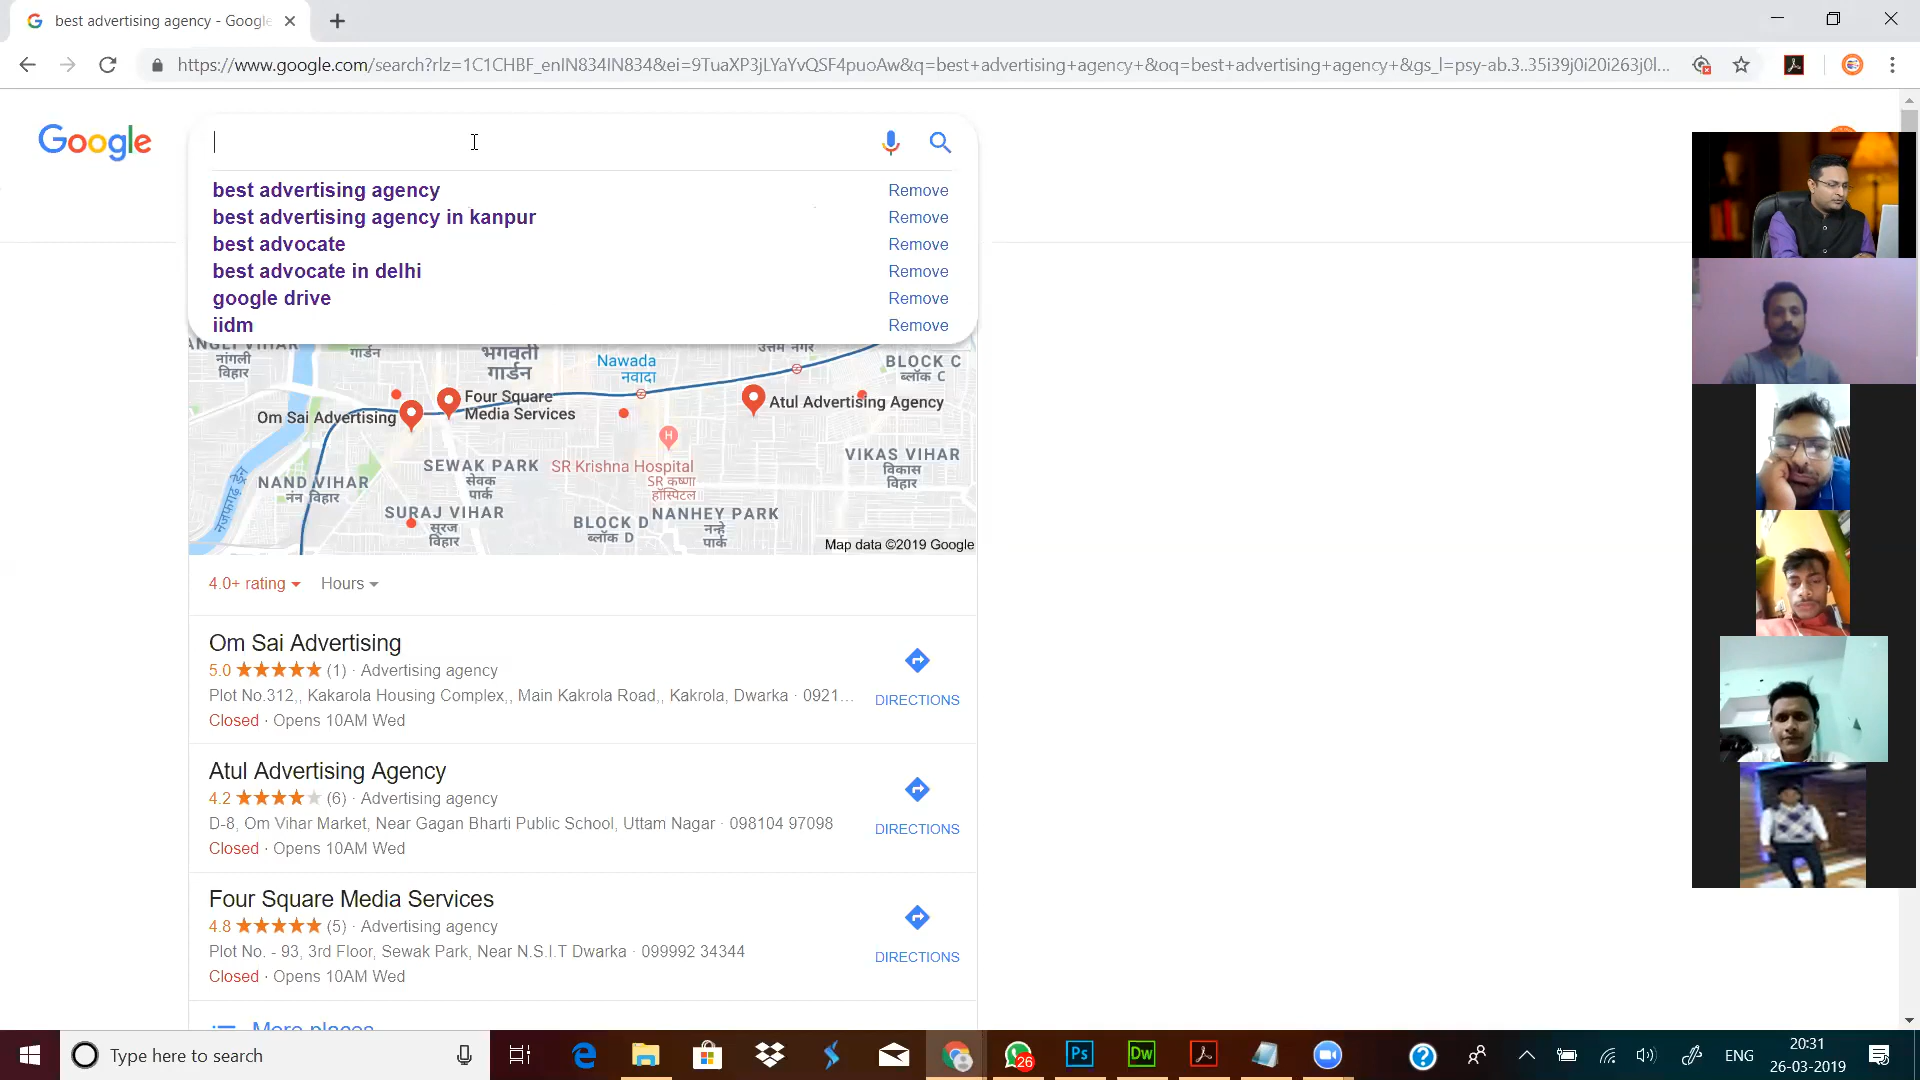 best advertising agency - Google
https://www.google.com/search?rlz=1C1CHBF_enIN834IN834&ei=9TuaXP3jLYaYvQSF4puoAw&q=best+advertising+agency+&oq=best+advertising+agency+&gs_l=psy-ab.3..35i39j0i20i263j0l...
Google
best advertising agency Remove
best advertising agency in kanpur Remove
best advocate Remove
best advocate in delhi Remove
google drive Remove
iidm Remove
नांगली
विहार
गार्डन
भगवती
गार्डन
Nawada
नवादा
उत्तम नगर
BLOCK C
ब्लॉक C
Om Sai Advertising
Four Square
Media Services
Atul Advertising Agency
H
NAND VIHAR
नंन विहार
SEWAK PARK
सेवक
पार्क
SR Krishna Hospital
SR कृष्णा
हॉस्पिटल
VIKAS VIHAR
विकास
विहार
SURAJ VIHAR
सूरज
विहार
BLOCK D
ब्लॉक D
NANHEY PARK
नन्हे
पार्क
नजफगढ़ ड्रेन
Map data ©2019 Google
4.0+ rating Hours
Om Sai Advertising
5.0 (1) · Advertising agency
Plot No.312,, Kakarola Housing Complex,, Main Kakrola Road,, Kakrola, Dwarka · 0921...
Closed · Opens 10AM Wed
DIRECTIONS
Atul Advertising Agency
4.2 (6) · Advertising agency
D-8, Om Vihar Market, Near Gagan Bharti Public School, Uttam Nagar · 098104 97098
Closed · Opens 10AM Wed
DIRECTIONS
Four Square Media Services
4.8 (5) · Advertising agency
Plot No. - 93, 3rd Floor, Sewak Park, Near N.S.I.T Dwarka · 099992 34344
Closed · Opens 10AM Wed
DIRECTIONS
More places
Type here to search
26
Ps
Dw
ENG
20:31
26-03-2019